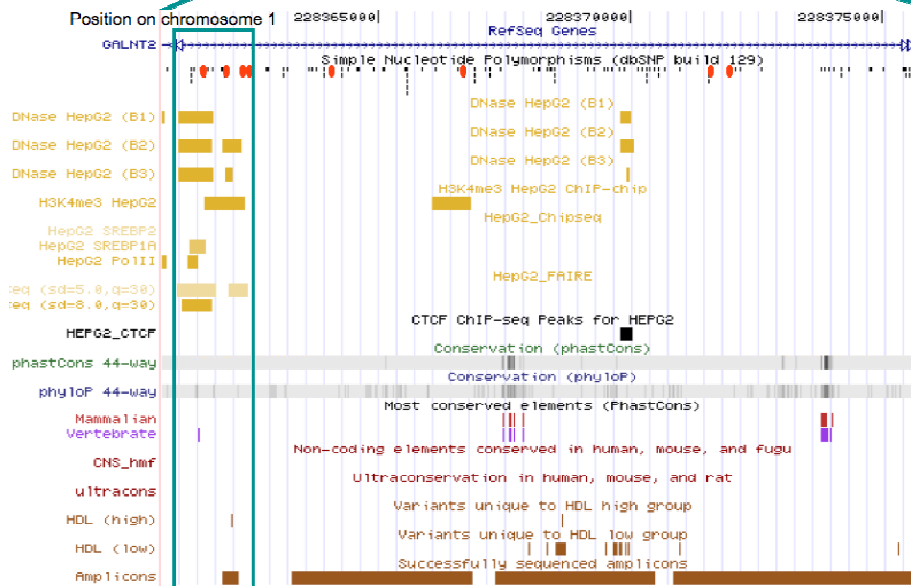 Position on chromosome 1 228365000| 228370000| 228375000|
RefSeq Genes
GALNT2
Simple Nucleotide Polymorphisms (dbSNP build 129)
DNase HepG2 (B1)
DNase HepG2 (B1)
DNase HepG2 (B2)
DNase HepG2 (B2)
DNase HepG2 (B3)
DNase HepG2 (B3)
H3K4me3 HepG2 ChIP-chip
H3K4me3 HepG2
HepG2_Chipseq
HepG2 SREBP2
HepG2 SREBP1A
HepG2 PolII
HepG2_FAIRE
eq (sd=5.0,q=30)
eq (sd=8.0,q=30)
CTCF ChIP-seq Peaks for HEPG2
HEPG2_CTCF
Conservation (phastCons)
phastCons 44-way
Conservation (phyloP)
phyloP 44-way
Most conserved elements (PhastCons)
Mammalian
Vertebrate
Non-coding elements conserved in human, mouse, and fugu
CNS_hmf
Ultraconservation in human, mouse, and rat
ultracons
Variants unique to HDL high group
HDL (high)
Variants unique to HDL low group
HDL (low)
Successfully sequenced amplicons
Amplicons